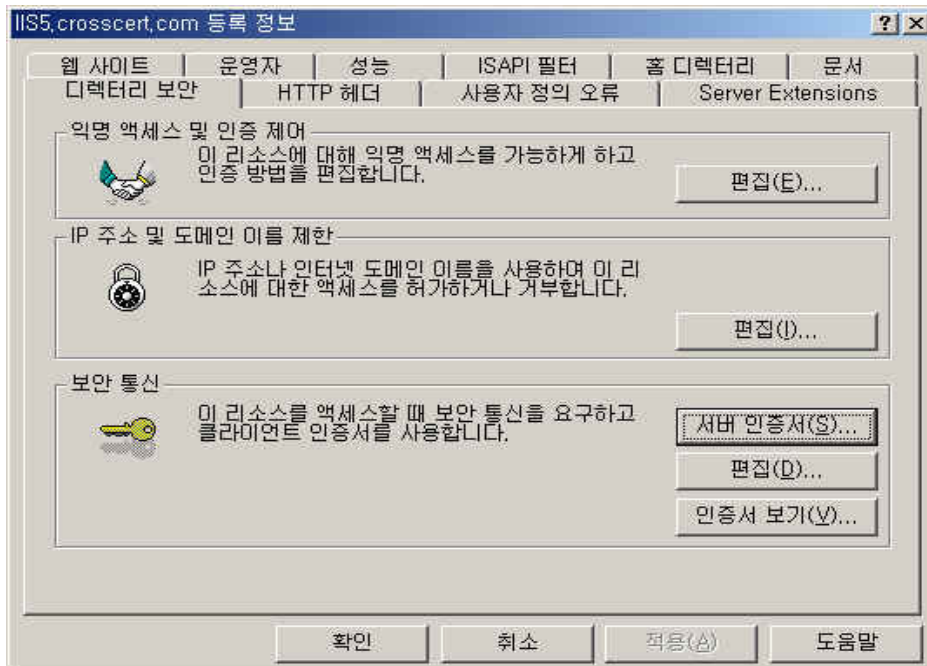 IIS5,crosscert,com 등록 정보
웹 사이트 운영자 성능 ISAPI 필터 홈 디렉터리 문서
디렉터리 보안 HTTP 헤더 사용자 정의 오류 Server Extensions
익명 액세스 및 인증 제어
이 리소스에 대해 익명 액세스를 가능하게 하고
인증 방법을 편집합니다.
편집(E)...
IP 주소 및 도메인 이름 제한
IP 주소나 인터넷 도메인 이름을 사용하여 이 리
소스에 대한 액세스를 허가하거나 거부합니다.
편집(I)...
보안 통신
이 리소스를 액세스할 때 보안 통신을 요구하고
클라이언트 인증서를 사용합니다.
서버 인증서(S)...
편집(D)...
인증서 보기(V)...
확인 취소 적용(A) 도움말